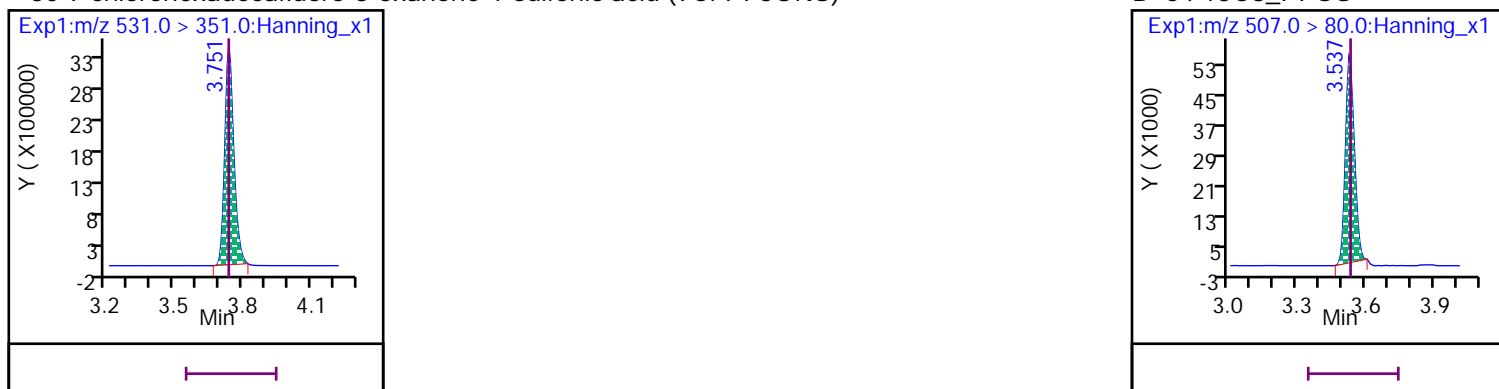 Exp1:m/z 531.0 > 351.0:Hanning_x1
3.751
Y ( X100000)
33
28
23
18
13
8
3
-2
3.2 3.5 3.8 4.1
Min
Exp1:m/z 507.0 > 80.0:Hanning_x1
3.537
Y ( X1000)
53
45
37
29
21
13
5
-3
3.0 3.3 3.6 3.9
Min